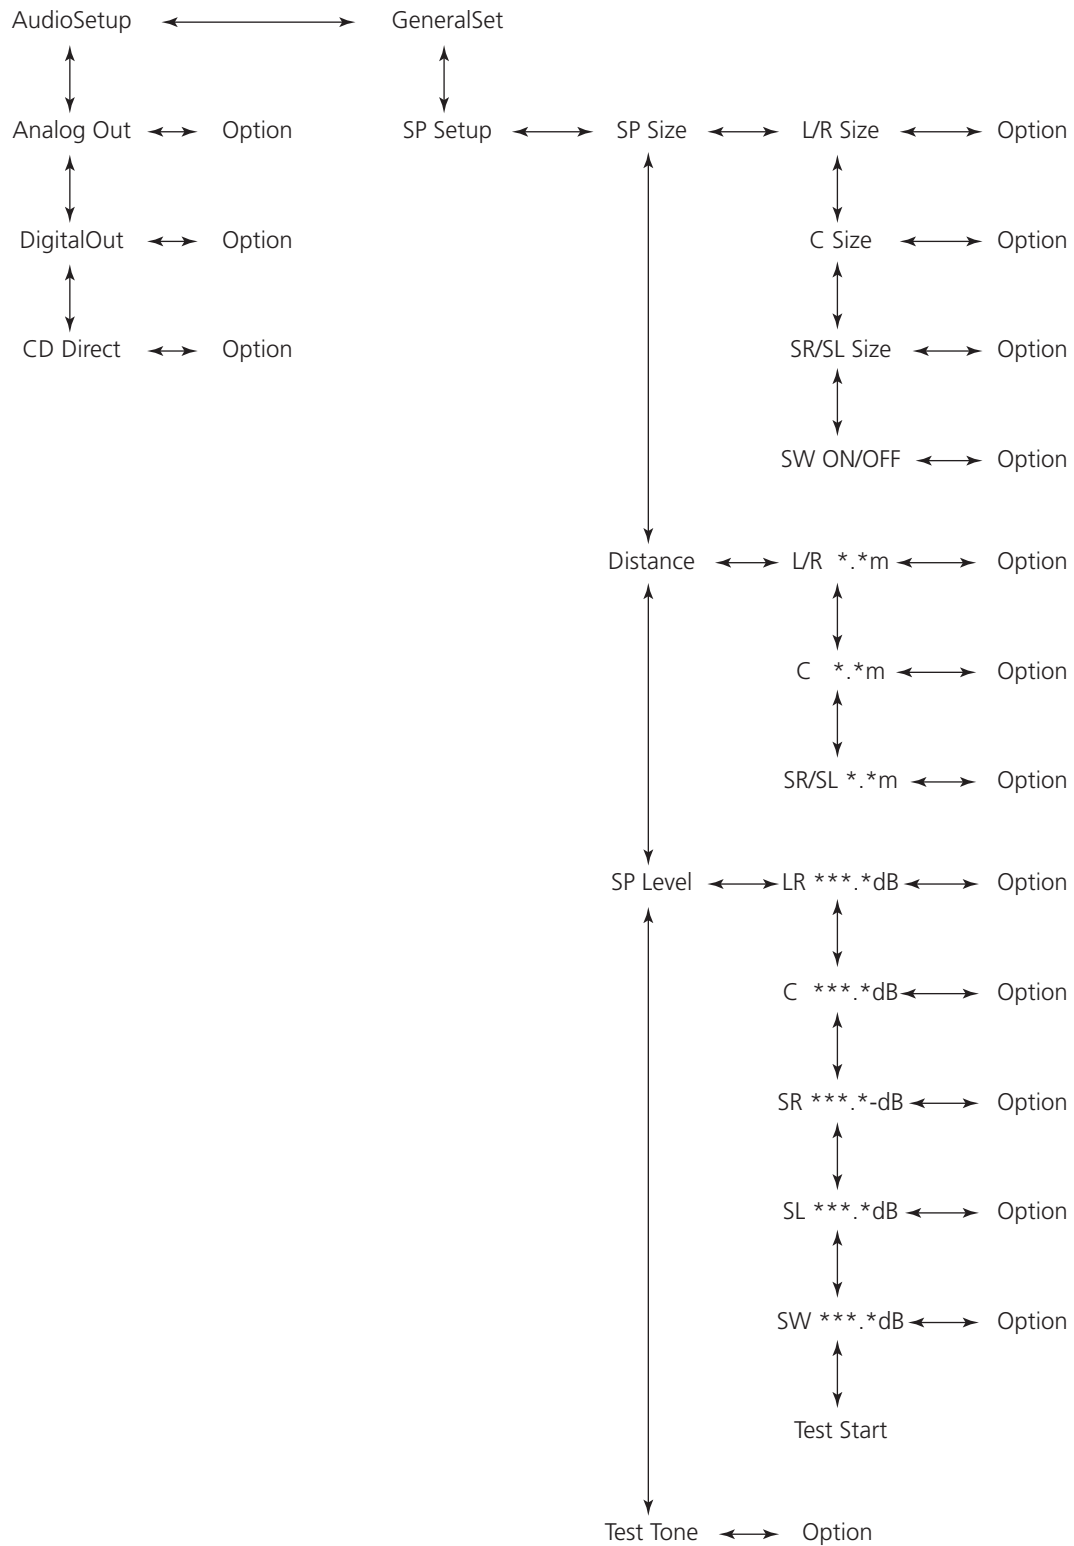 AudioSetup GeneralSet
Analog Out Option SP Setup SP Size L/R Size Option
DigitalOut Option C Size Option
CD Direct Option SR/SL Size Option
SW ON/OFF Option
Distance L/R *.*m Option
C *.*m Option
SR/SL *.*m Option
SP Level LR ***.*dB Option
C ***.*dB Option
SR ***.*-dB Option
SL ***.*dB Option
SW ***.*dB Option
Test Start
Test Tone Option